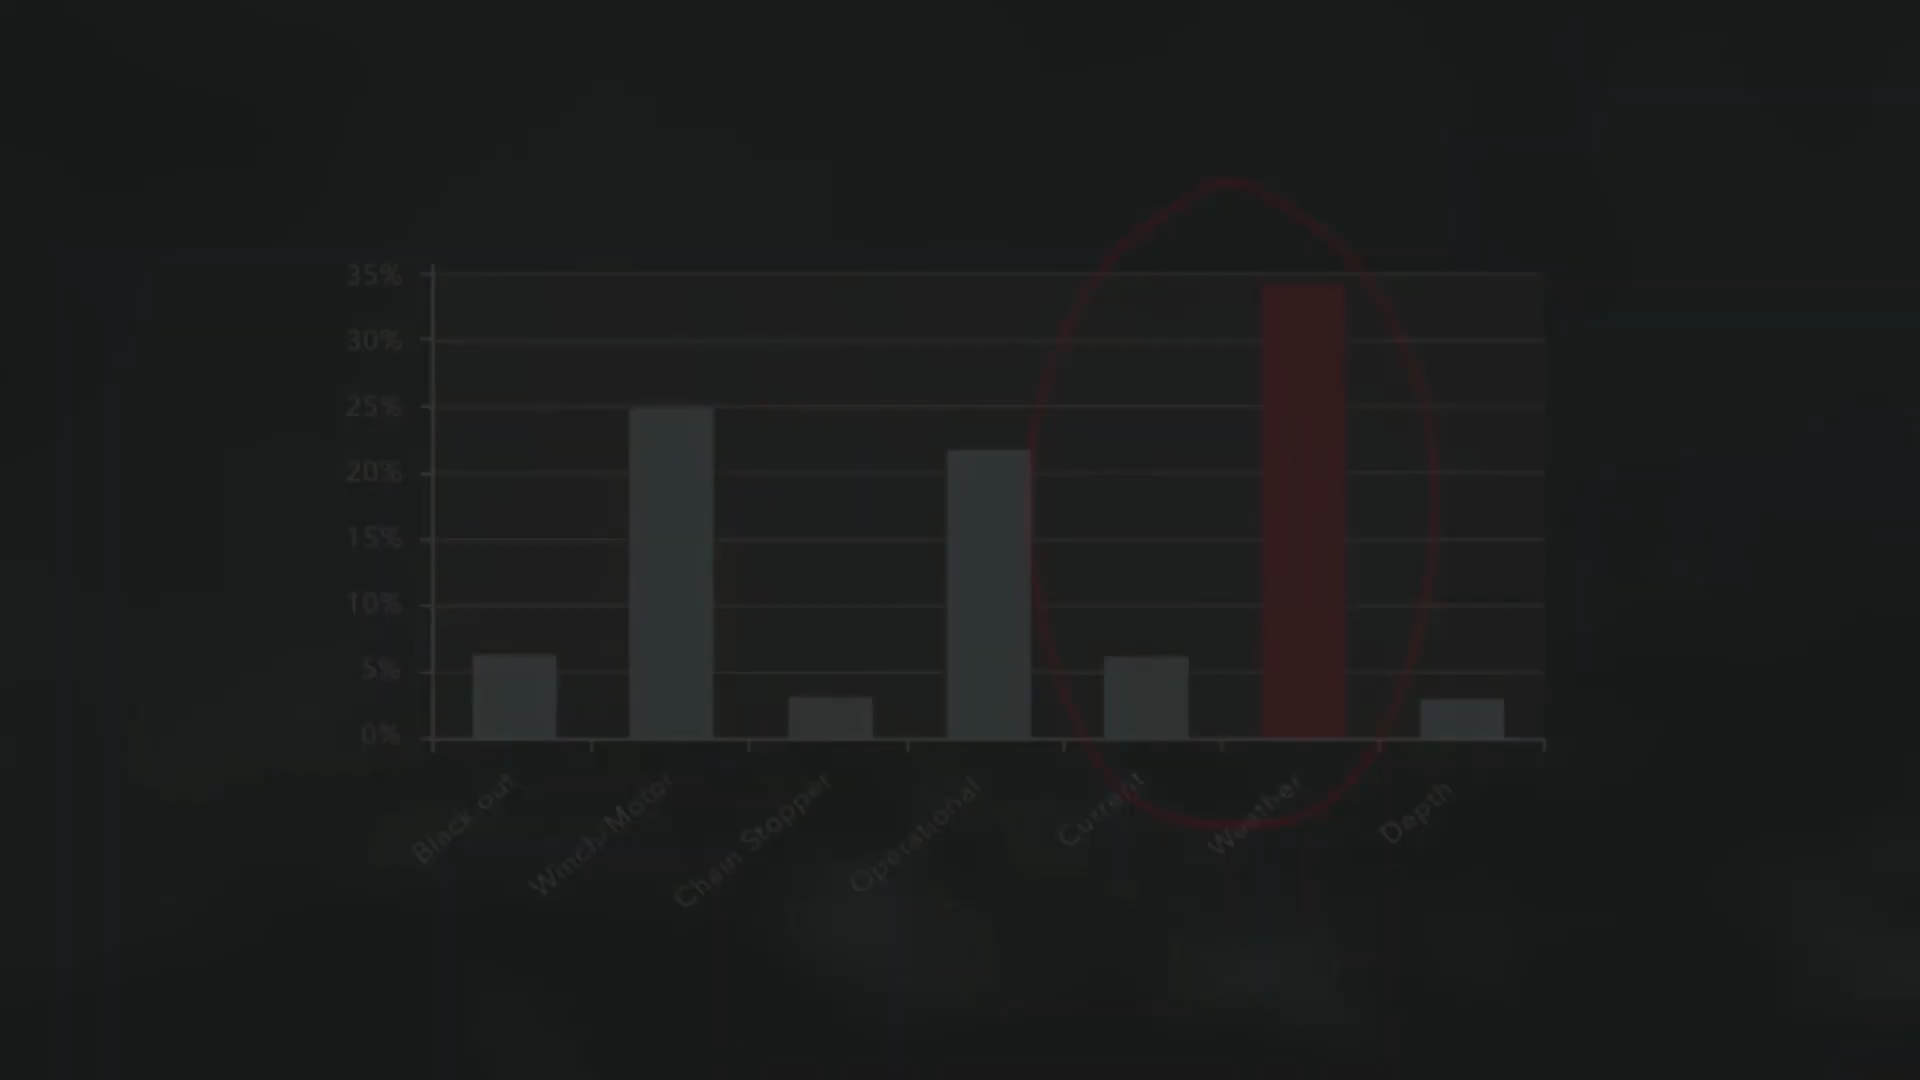 35%
30%
25%
20%
15%
10%
5%
0%
Black out
Winch/Motor
Chain Stopper
Operational
Current
Weather
Depth